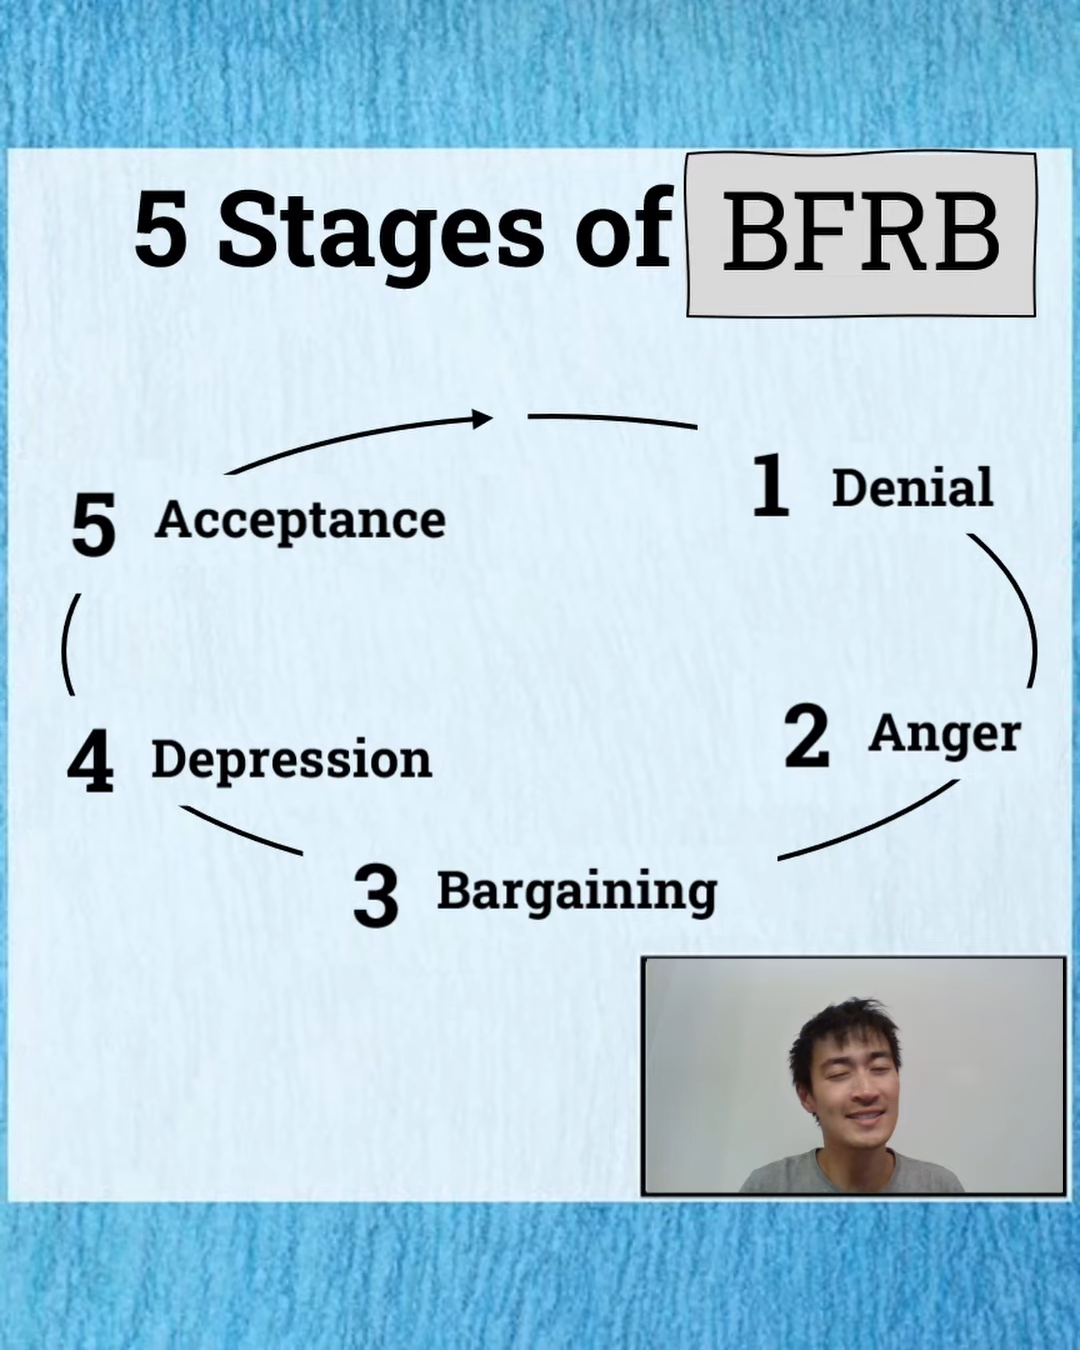 5 Stages of BFRB
1 Denial
2 Anger
3 Bargaining
4 Depression
5 Acceptance